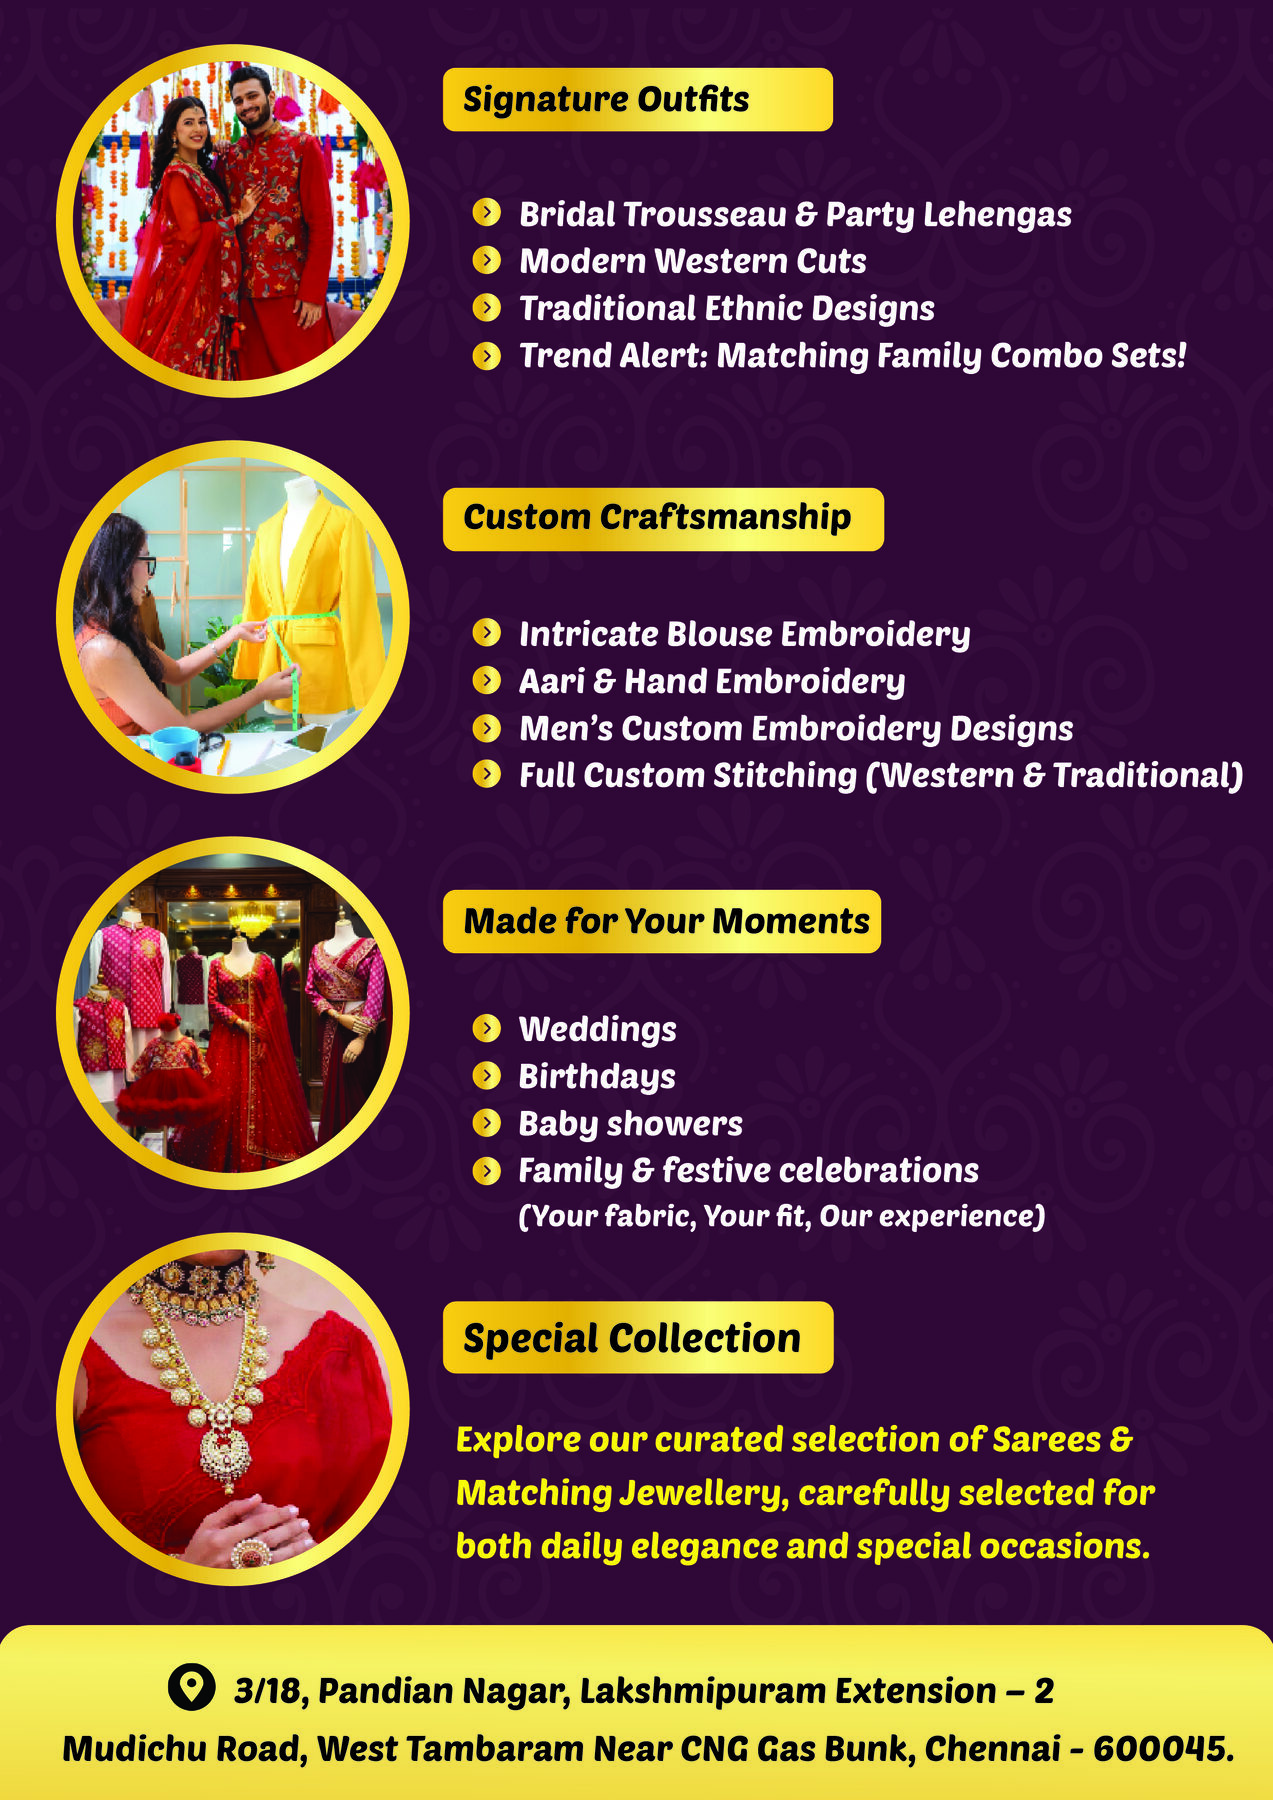 Signature Outfits
Bridal Trousseau & Party Lehengas
Modern Western Cuts
Traditional Ethnic Designs
Trend Alert: Matching Family Combo Sets!
Custom Craftsmanship
Intricate Blouse Embroidery
Aari & Hand Embroidery
Men’s Custom Embroidery Designs
Full Custom Stitching (Western & Traditional)
Made for Your Moments
Weddings
Birthdays
Baby showers
Family & festive celebrations
(Your fabric, Your fit, Our experience)
Special Collection
Explore our curated selection of Sarees &
Matching Jewellery, carefully selected for
both daily elegance and special occasions.
3/18, Pandian Nagar, Lakshmipuram Extension – 2
Mudichu Road, West Tambaram Near CNG Gas Bunk, Chennai - 600045.